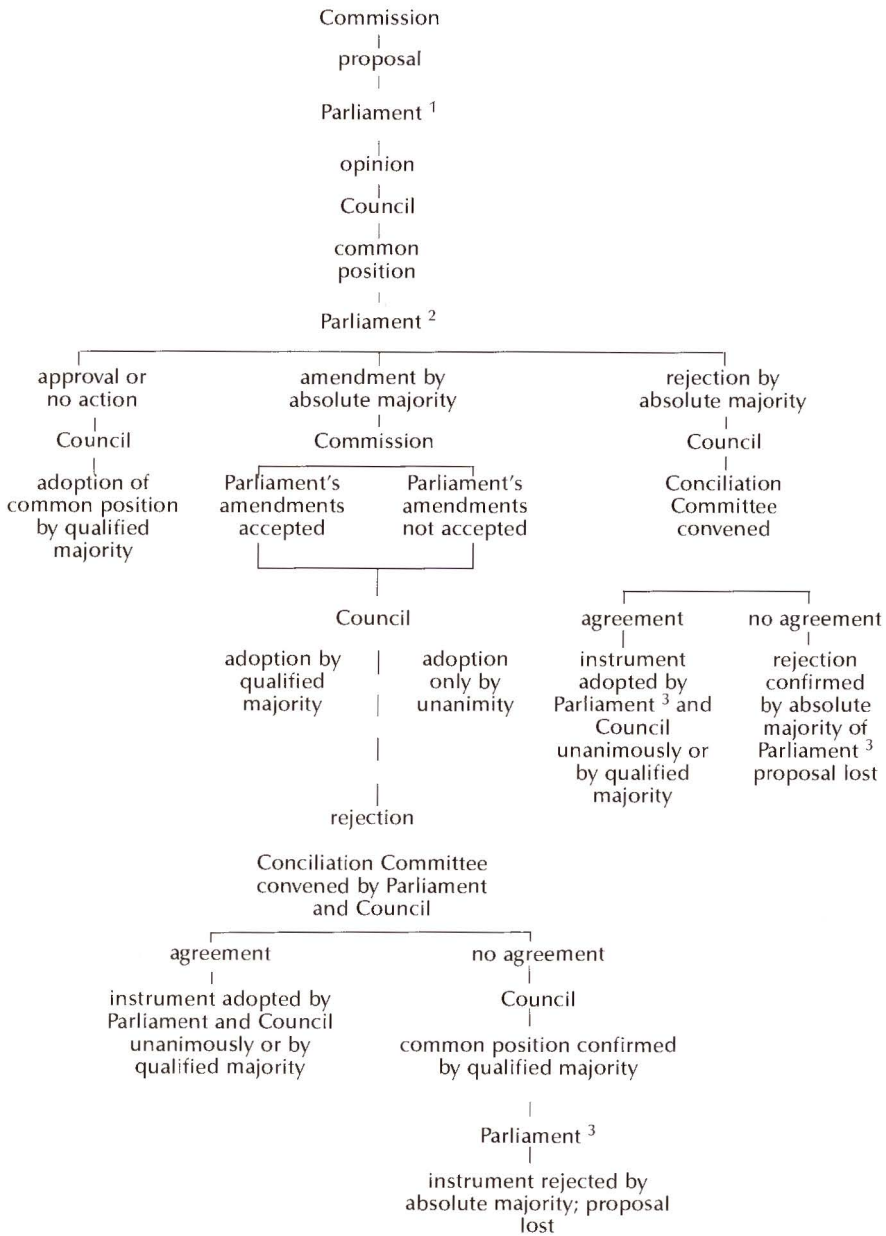 Commission
proposal
Parliament 1
opinion
Council
common
position
Parliament 2
approval or
no action
Council
adoption of
common position
by qualified
majority
amendment by
absolute majority
Commission
Parliament's
amendments
accepted
Parliament's
amendments
not accepted
Council
adoption by
qualified
majority
adoption
only by
unanimity
rejection
Conciliation Committee
convened by Parliament
and Council
agreement
instrument adopted by
Parliament and Council
unanimously or by
qualified majority
no agreement
Council
common position confirmed
by qualified majority
Parliament 3
instrument rejected by
absolute majority; proposal
lost
rejection by
absolute majority
Council
Conciliation
Committee
convened
agreement
instrument
adopted by
Parliament 3 and
Council
unanimously or
by qualified
majority
no agreement
rejection
confirmed
by absolute
majority of
Parliament 3
proposal lost